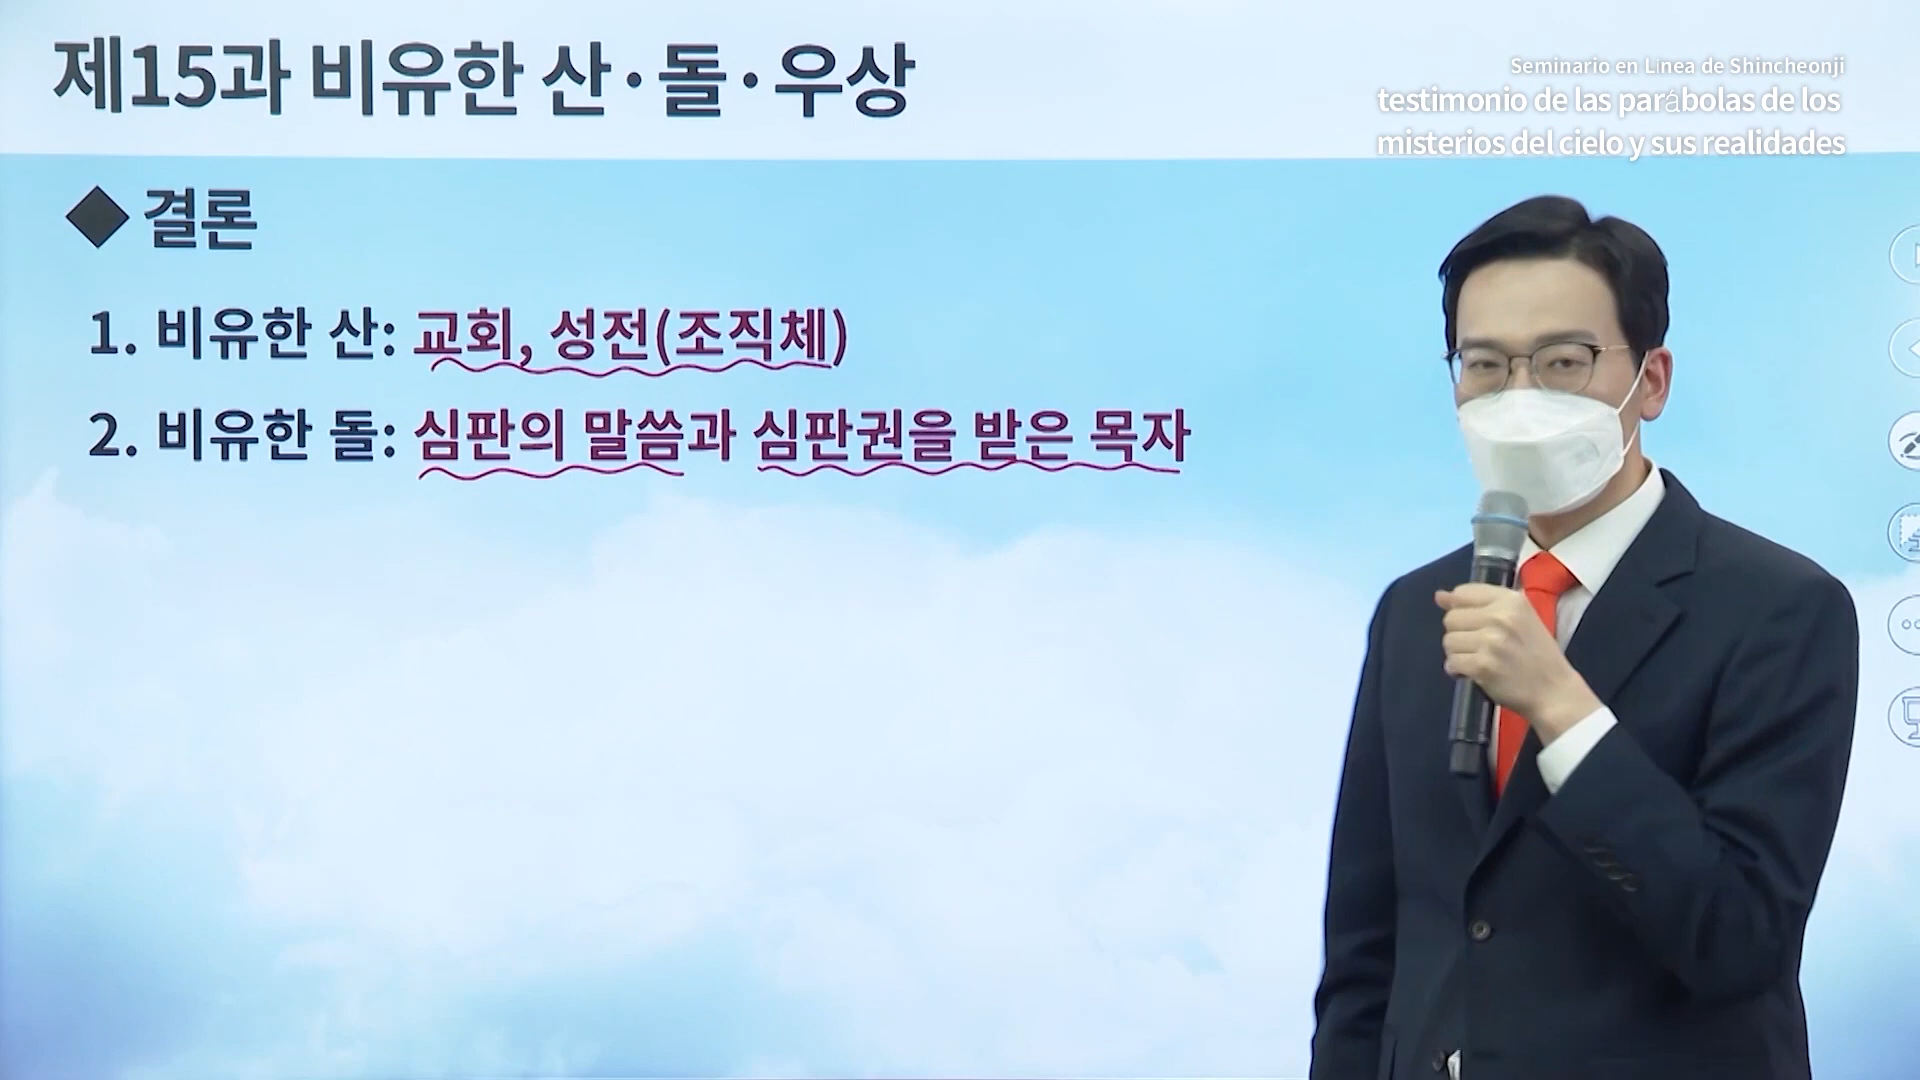 제15과 비유한 산·돌·우상
Seminario en Línea de Shincheonji
testimonio de las parábolas de los
misterios del cielo y sus realidades
◆ 결론
1. 비유한 산: 교회, 성전(조직체)
2. 비유한 돌: 심판의 말씀과 심판권을 받은 목자